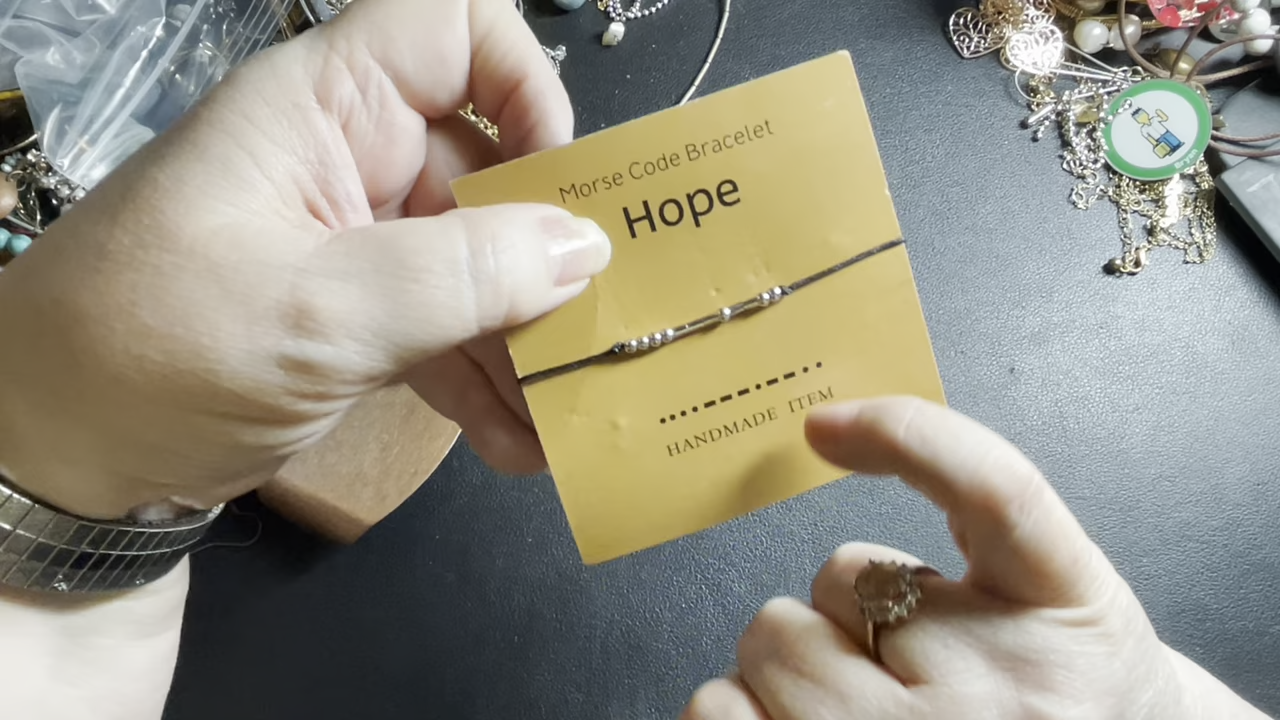 Morse Code Bracelet
Hope
••••−−−•−−••
HANDMADE ITEM